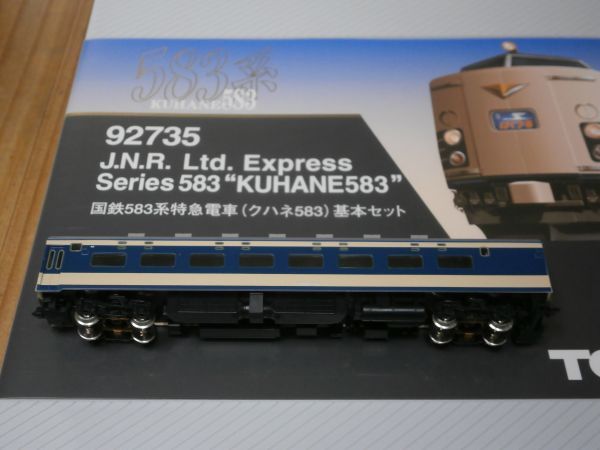 583系
KUHANE583
92735
J.N.R. Ltd. Express
Series 583 “KUHANE583”
国鉄583系特急電車（クハネ583）基本セット